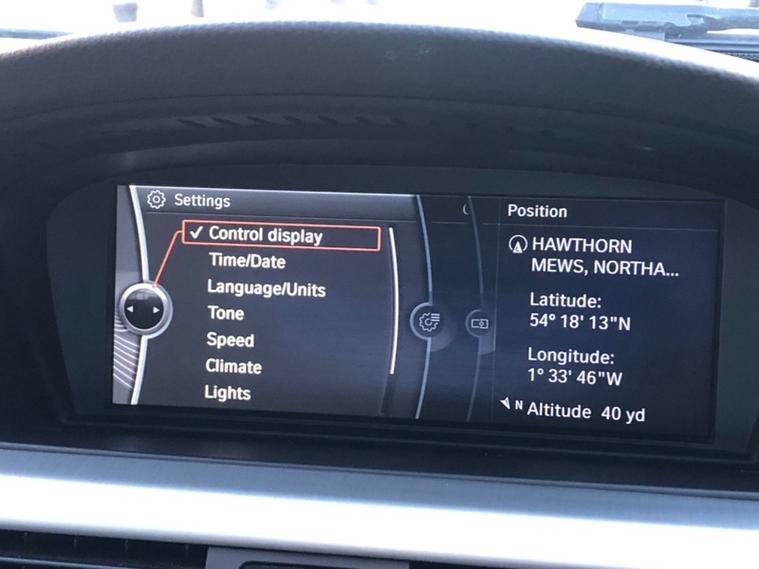 Settings
✓ Control display
Time/Date
Language/Units
Tone
Speed
Climate
Lights
Position
HAWTHORN
MEWS, NORTHA...
Latitude:
54° 18' 13"N
Longitude:
1° 33' 46"W
N Altitude 40 yd